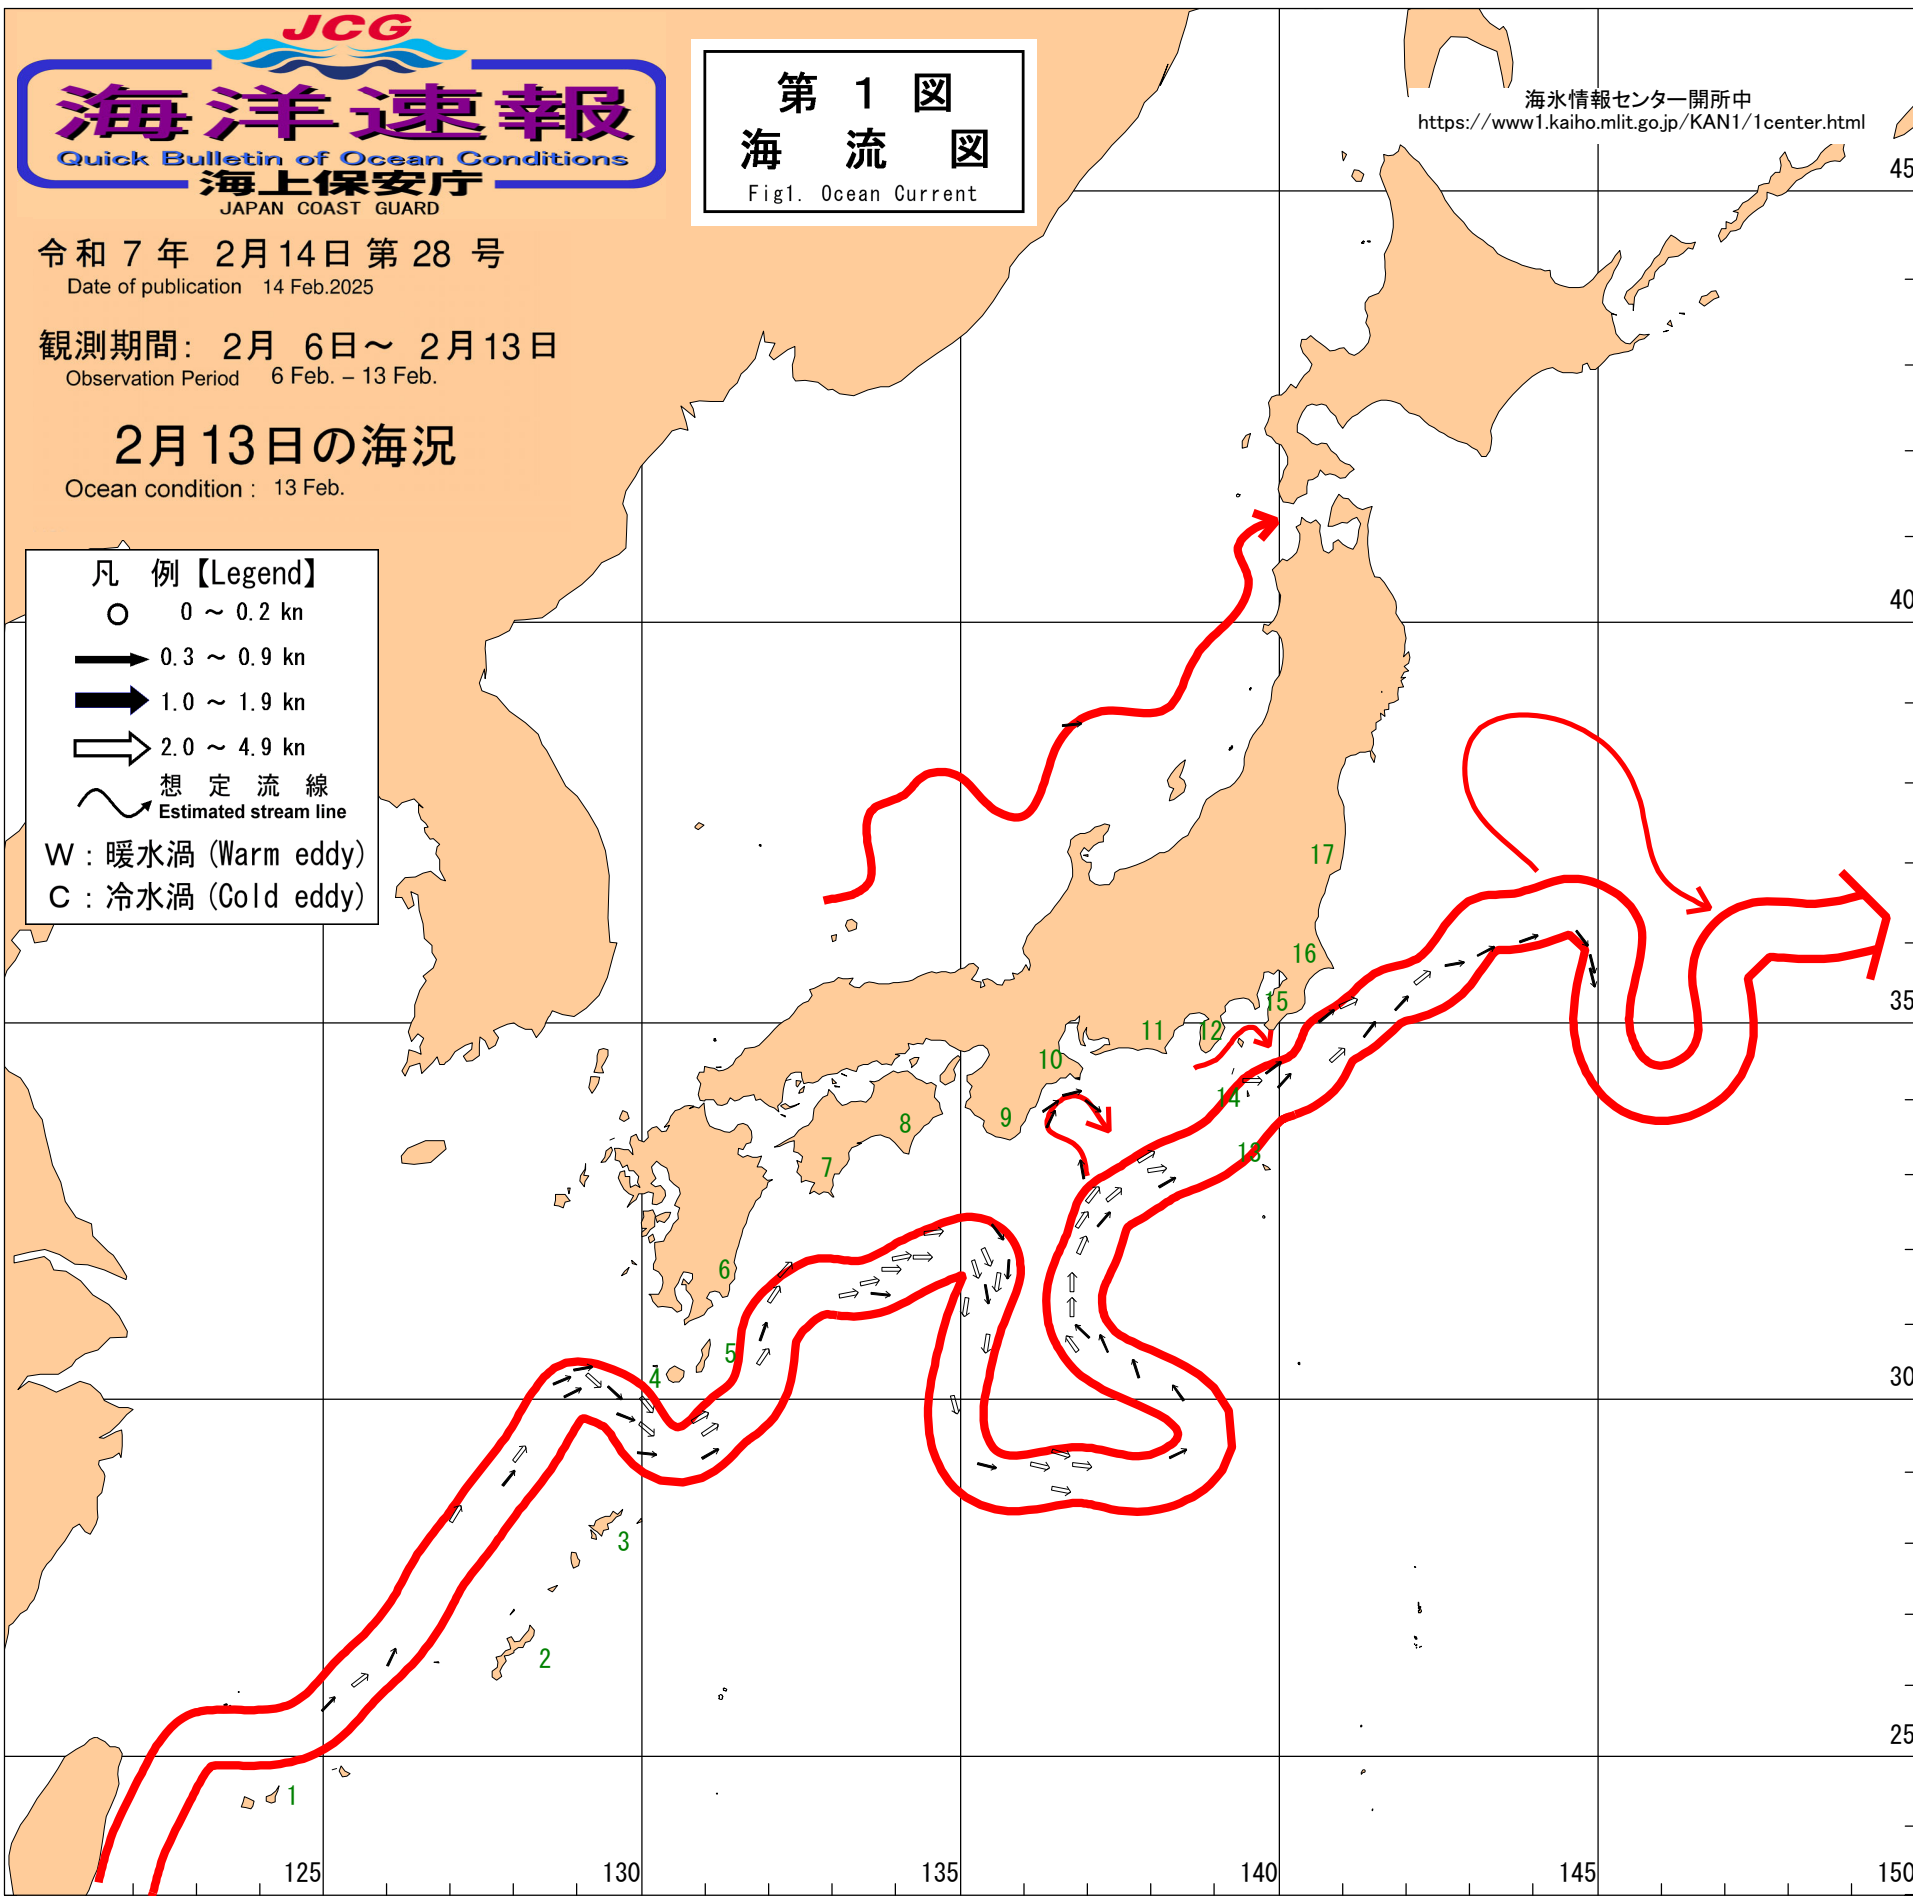 JCG
海洋速報
Quick Bulletin of Ocean Conditions
海上保安庁
JAPAN COAST GUARD
第 1 図
海 流 図
Fig1. Ocean Current
海氷情報センター開所中
https://www1.kaiho.mlit.go.jp/KAN1/1center.html
令和 7 年 2月14日 第 28 号
Date of publication 14 Feb.2025
観測期間: 2月 6日～ 2月13日
Observation Period 6 Feb. – 13 Feb.
2月13日の海況
Ocean condition : 13 Feb.
凡 例【Legend】
0 ～ 0.2 kn
0.3 ～ 0.9 kn
1.0 ～ 1.9 kn
2.0 ～ 4.9 kn
想 定 流 線
Estimated stream line
W : 暖水渦 (Warm eddy)
C : 冷水渦 (Cold eddy)
45
40
35
30
25
17
16
15
12
11
10
14
9
8
13
7
6
5
4
3
2
1
125
130
135
140
145
150